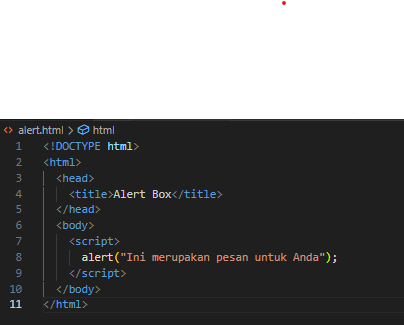 alert.html > html
1 <!DOCTYPE html>
2 <html>
3 <head>
4 <title>Alert Box</title>
5 </head>
6 <body>
7 <script>
8 alert("Ini merupakan pesan untuk Anda");
9 </script>
10 </body>
11 </html>